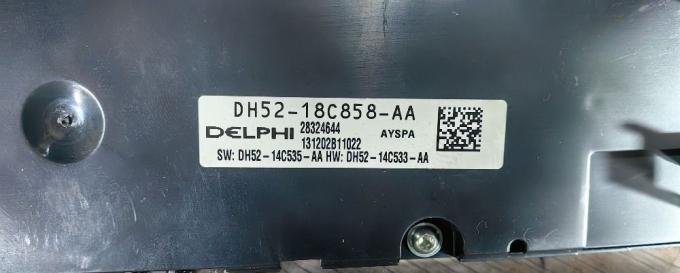 DH52-18C858-AA
DELPHI 28324644 AYSPA
131202B11022
SW: DH52-14C535-AA HW: DH52-14C533-AA